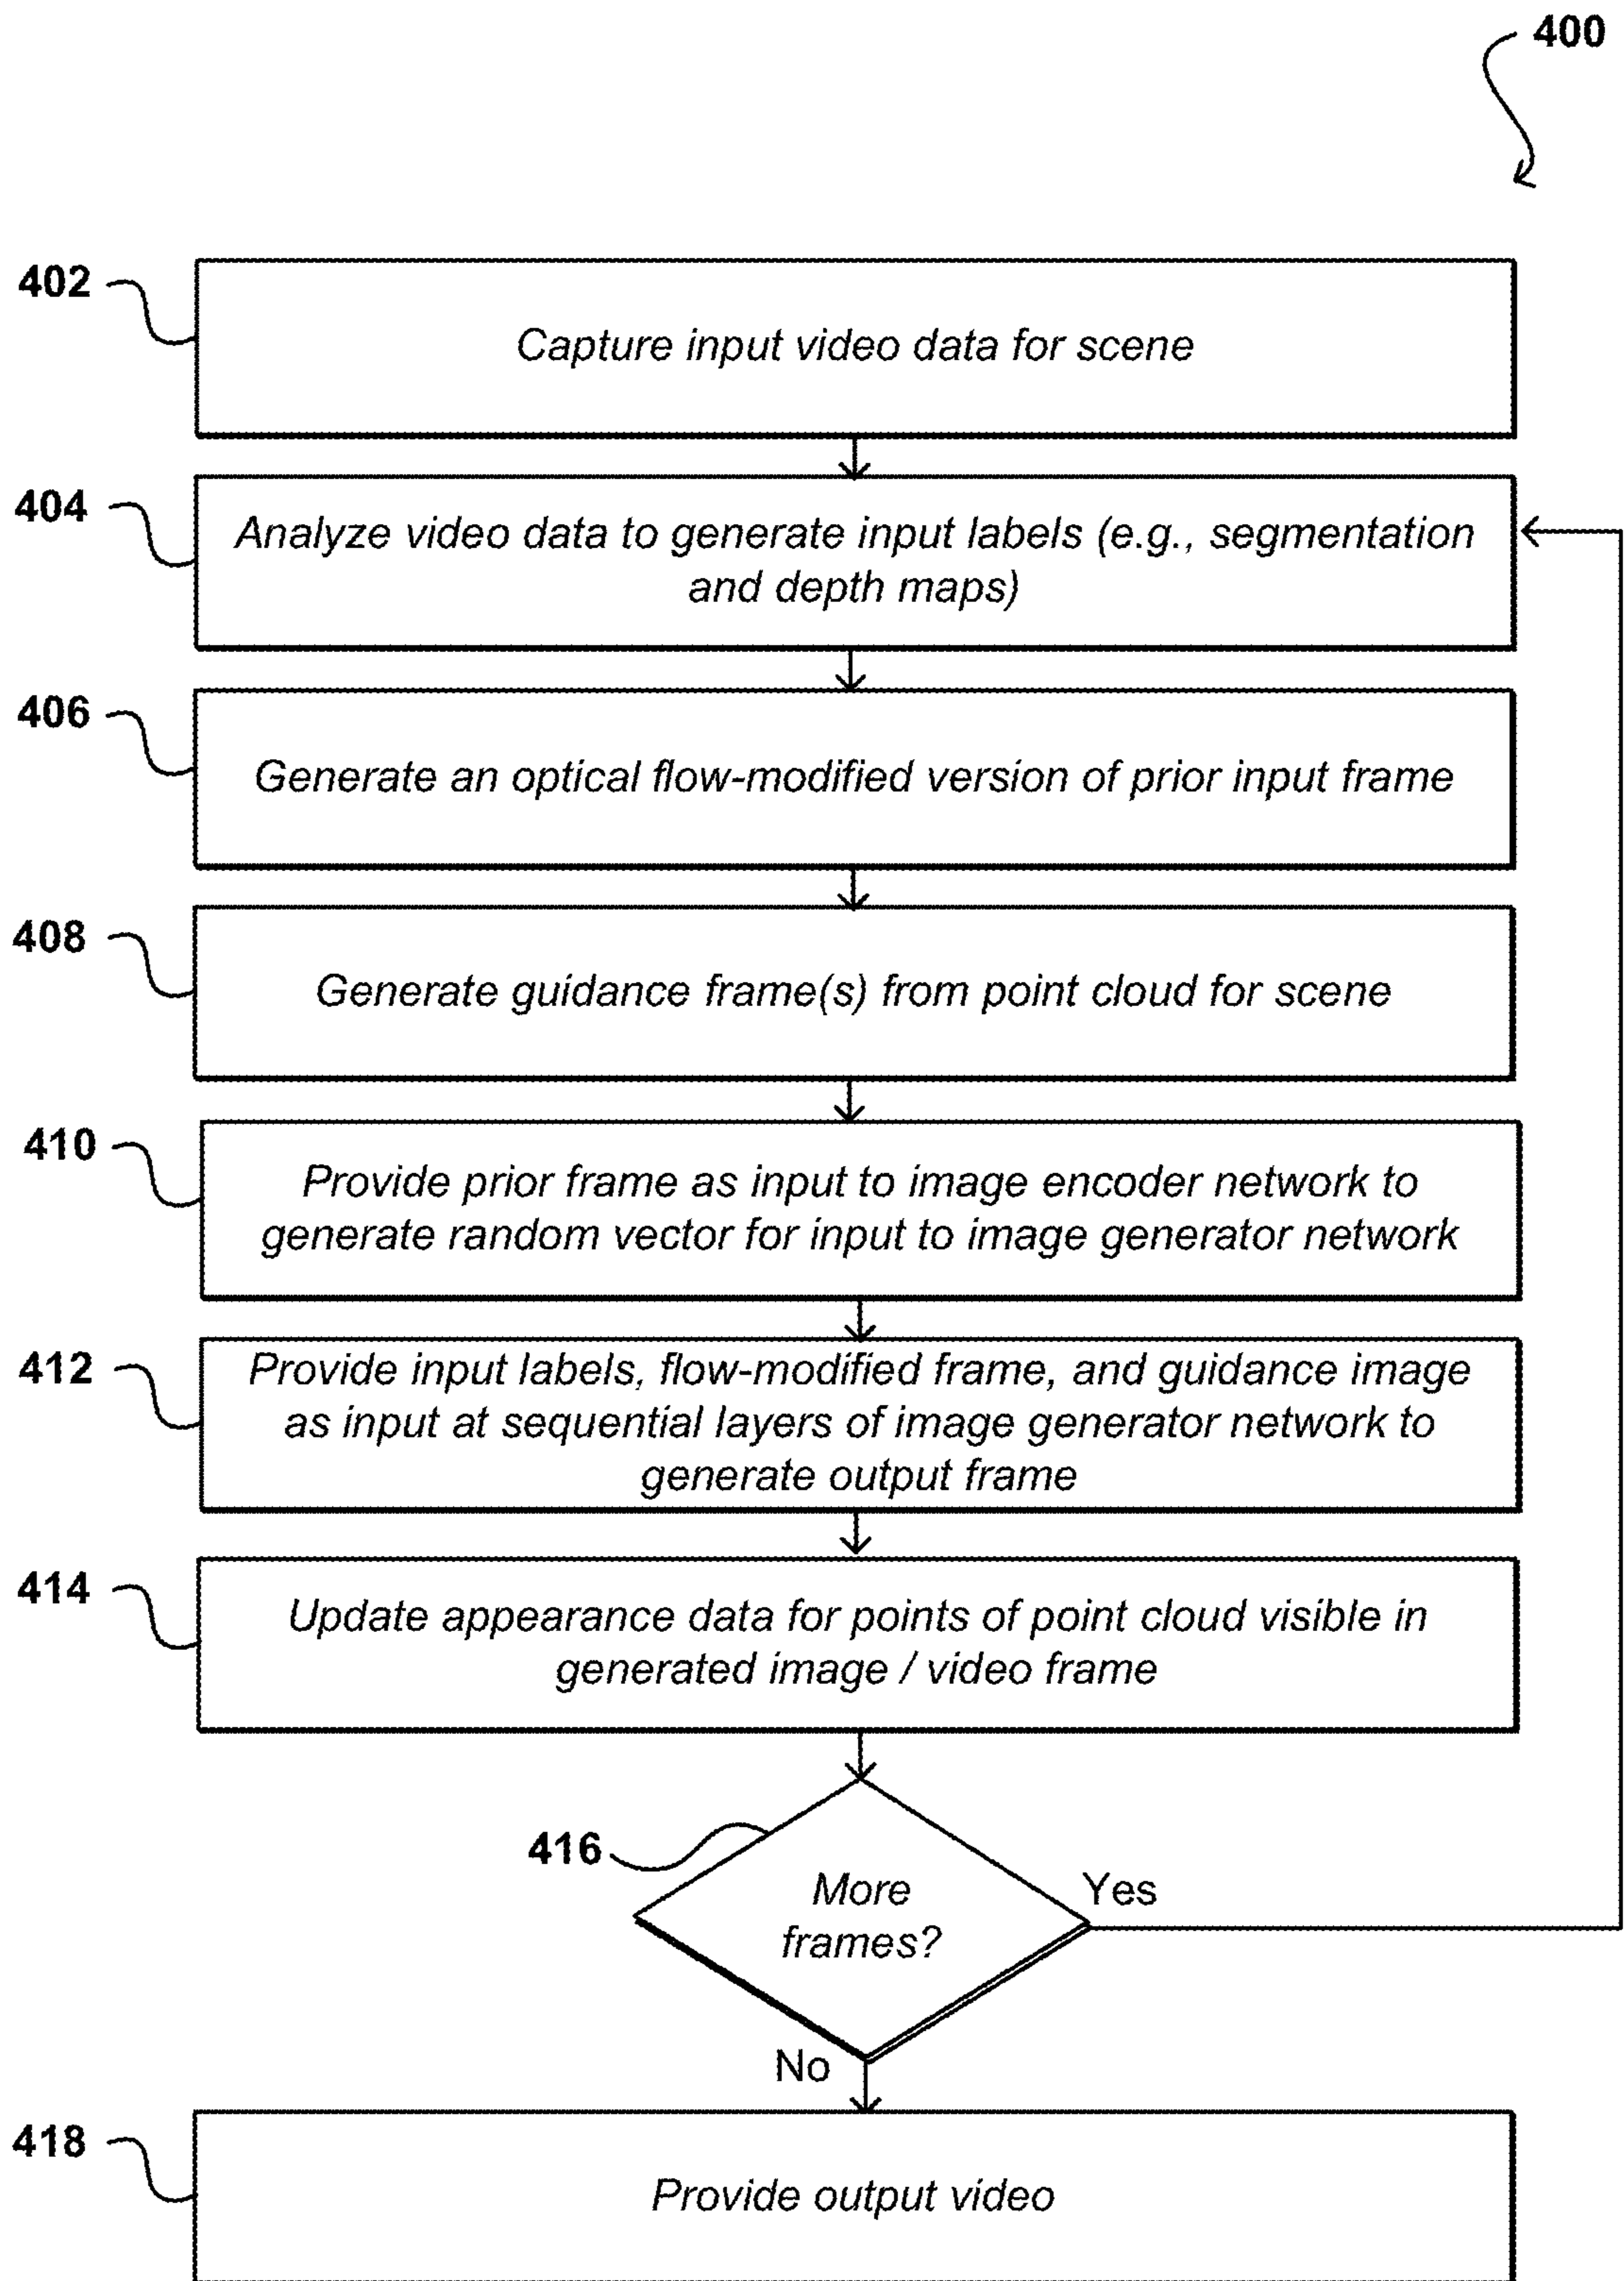 400
402
Capture input video data for scene
404
Analyze video data to generate input labels (e.g., segmentation
and depth maps)
406
Generate an optical flow-modified version of prior input frame
408
Generate guidance frame(s) from point cloud for scene
410
Provide prior frame as input to image encoder network to
generate random vector for input to image generator network
412
Provide input labels, flow-modified frame, and guidance image
as input at sequential layers of image generator network to
generate output frame
414
Update appearance data for points of point cloud visible in
generated image / video frame
416
More
frames?
Yes
No
418
Provide output video